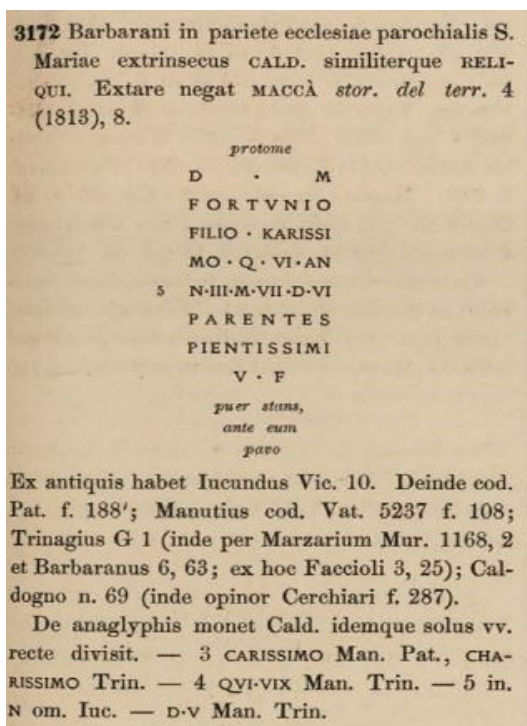 3172 Barbarani in pariete ecclesiae parochialis S.
Mariae extrinsecus CALD. similiterque RELI-
QUI. Extare negat MACCÀ stor. del terr. 4
(1813), 8.
protome
D · M
FORTVNIO
FILIO · KARISSI
MO · Q · VI · AN
5 N·III·M·VII·D·VI
PARENTES
PIENTISSIMI
V · F
puer stans,
ante eum
pavo
Ex antiquis habet Iucundus Vic. 10. Deinde cod.
Pat. f. 188'; Manutius cod. Vat. 5237 f. 108;
Trinagius G 1 (inde per Marzarium Mur. 1168, 2
et Barbaranus 6, 63; ex hoc Faccioli 3, 25); Cal-
dogno n. 69 (inde opinor Cerchiari f. 287).
De anaglyphis monet Cald. idemque solus vv.
recte divisit. — 3 CARISSIMO Man. Pat., CHA-
RISSIMO Trin. — 4 QVI·VIX Man. Trin. — 5 in.
N om. Iuc. — D·V Man. Trin.